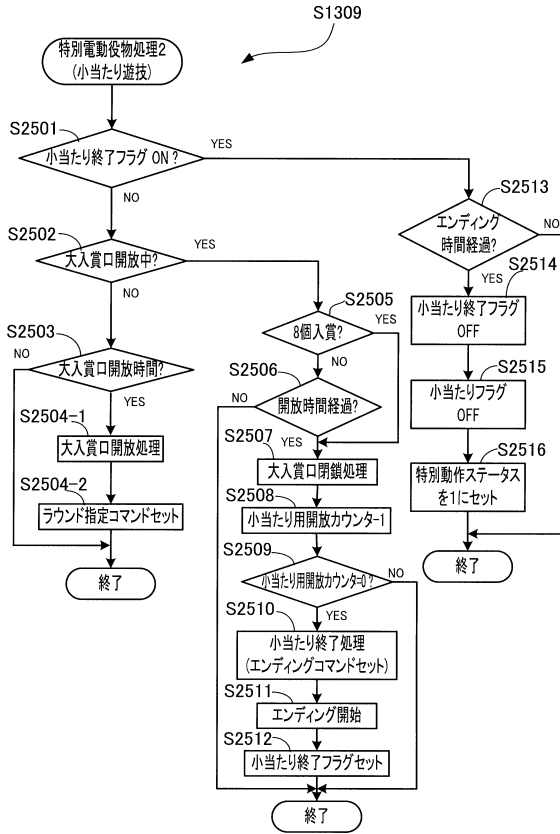 S1309
特別電動役物処理2
(小当たり遊技)
S2501
小当たり終了フラグ ON ?
YES
NO
S2502
大入賞口開放中?
YES
NO
S2503
大入賞口開放時間?
NO
YES
S2504-1
大入賞口開放処理
S2504-2
ラウンド指定コマンドセット
終了
S2505
8個入賞?
YES
NO
S2506
開放時間経過?
NO
YES
S2507
大入賞口閉鎖処理
S2508
小当たり用開放カウンター1
S2509
小当たり用開放カウンタ=0 ?
NO
YES
S2510
小当たり終了処理
(エンディングコマンドセット)
S2511
エンディング開始
S2512
小当たり終了フラグセット
終了
S2513
エンディング
時間経過?
NO
YES
S2514
小当たり終了フラグ
OFF
S2515
小当たりフラグ
OFF
S2516
特別動作ステータス
を1にセット
終了